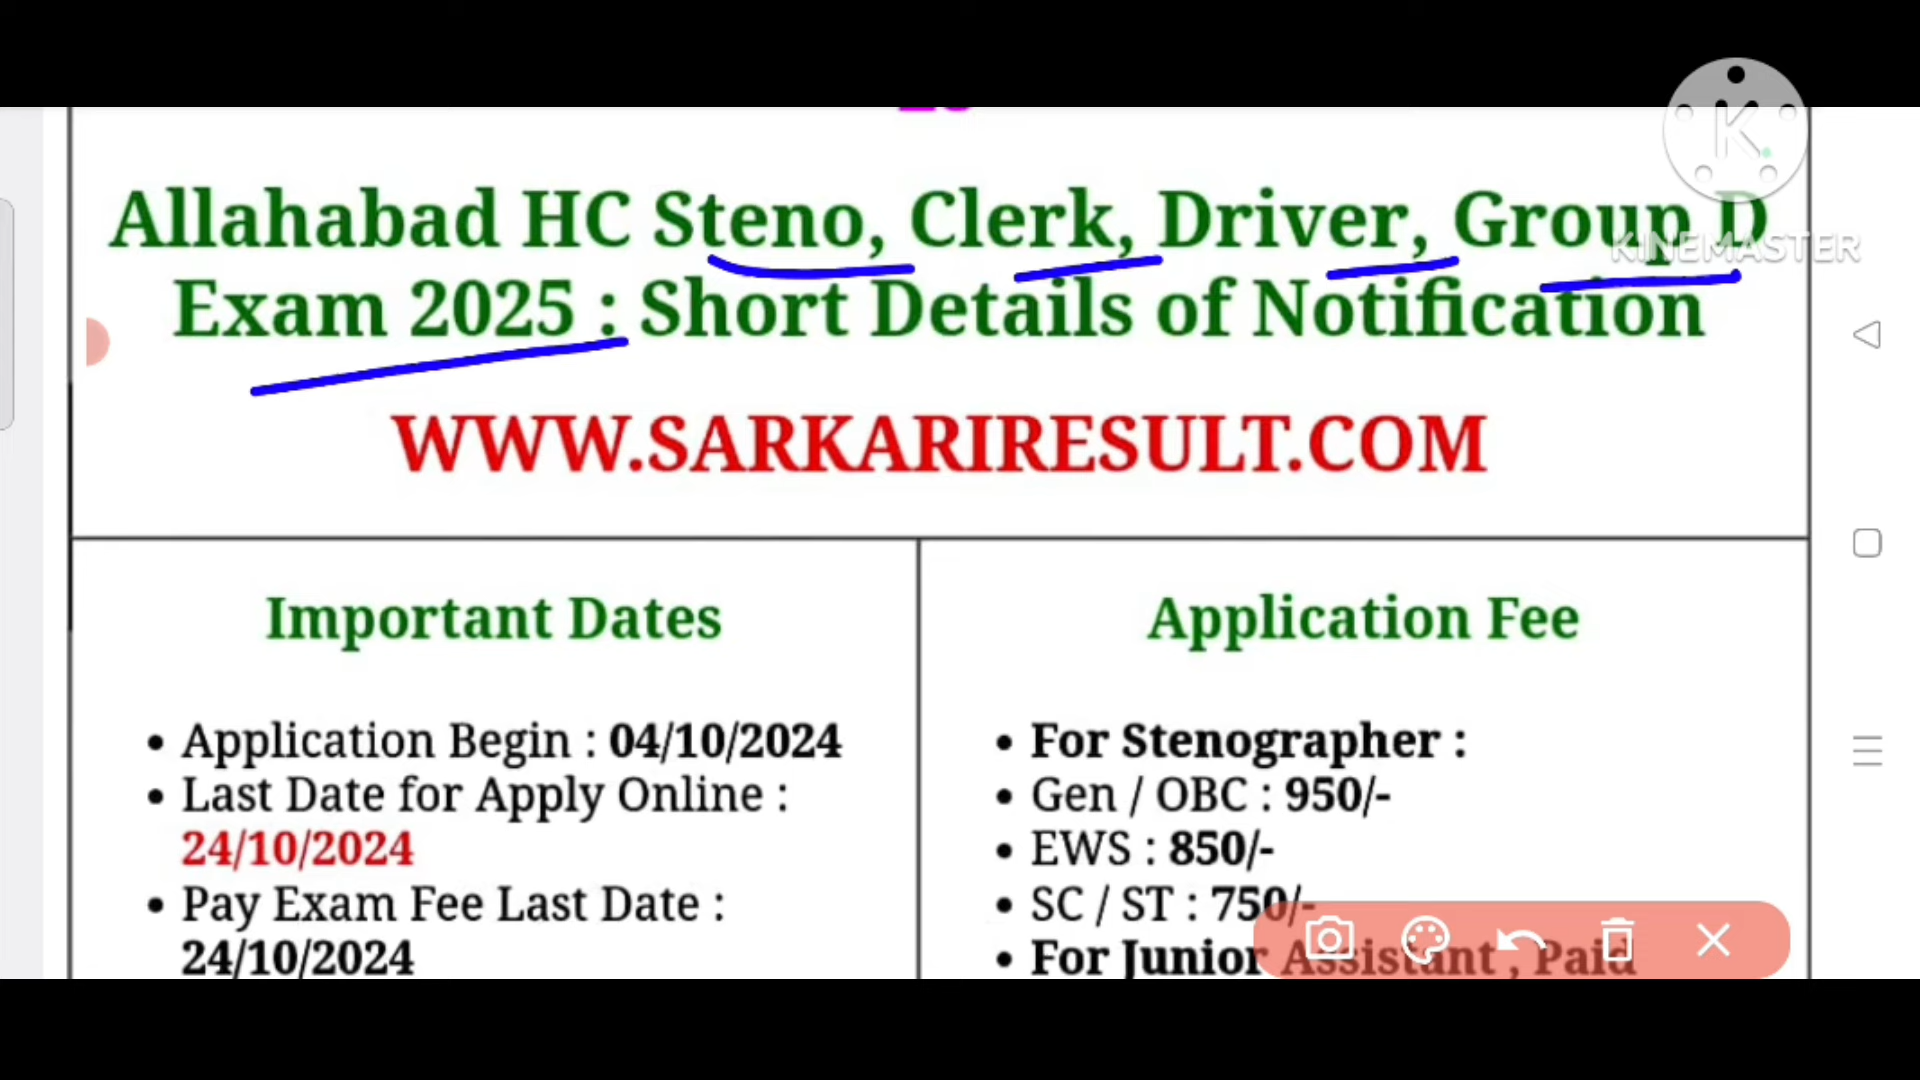 Allahabad HC Steno, Clerk, Driver, Group D
Exam 2025 : Short Details of Notification
WWW.SARKARIRESULT.COM
KINEMASTER
Important Dates
• Application Begin : 04/10/2024
• Last Date for Apply Online :
24/10/2024
• Pay Exam Fee Last Date :
24/10/2024
Application Fee
• For Stenographer :
• Gen / OBC : 950/-
• EWS : 850/-
• SC / ST : 750/-
• For Junior Assistant , Paid